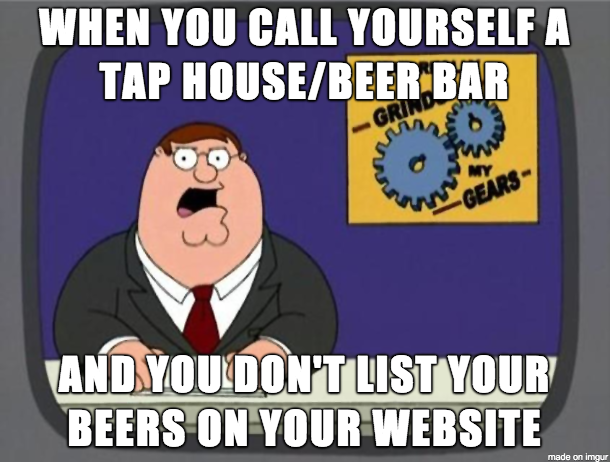 WHEN YOU CALL YOURSELF A
TAP HOUSE/BEER BAR
MY
GEARS
AND YOU DON'T LIST YOUR
BEERS ON YOUR WEBSITE
made on imgur